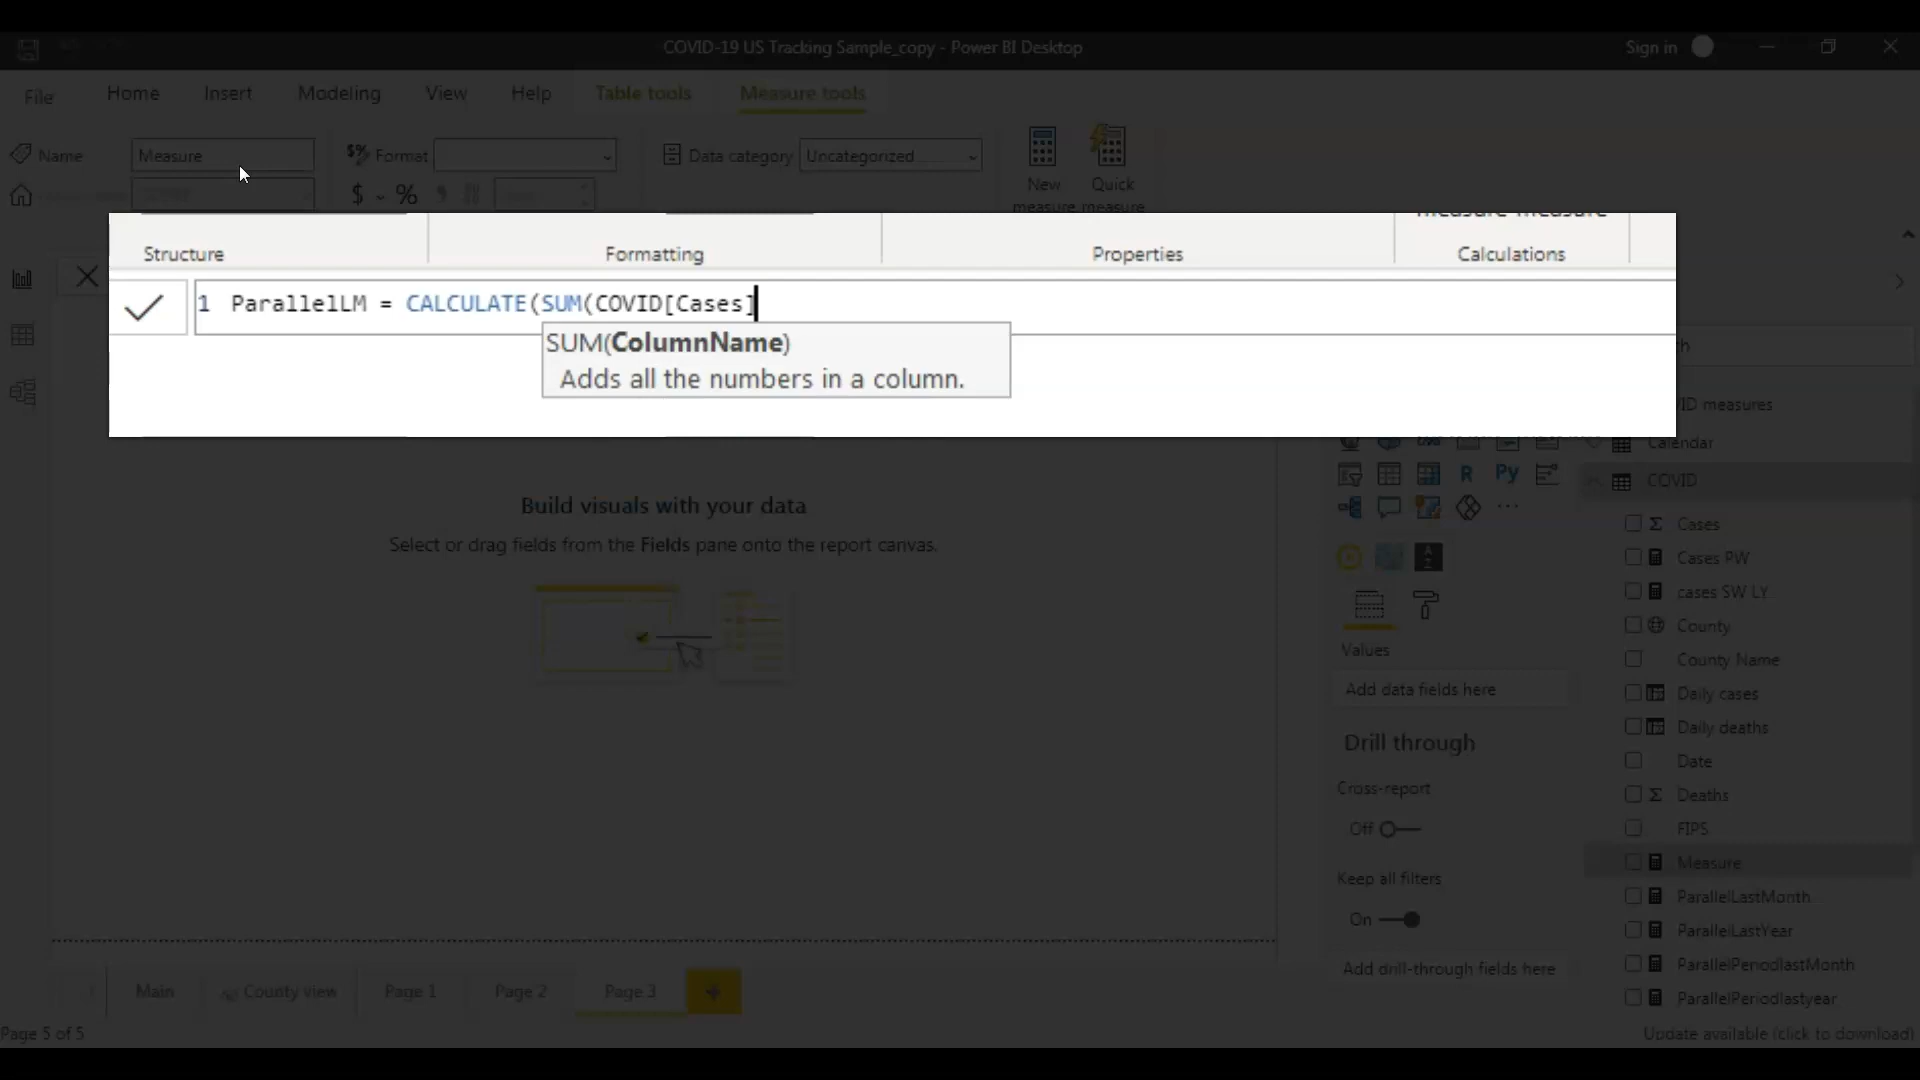 COVID-19 US Tracking Sample_copy - Power BI Desktop
Sign in
File
Home
Insert
Modeling
View
Help
Table tools
Measure tools
Name
Measure
Format
Data category
Uncategorized
New
measure
Quick
measure
Structure
Formatting
Properties
Calculations
1 ParallelLM = CALCULATE(SUM(COVID[Cases]
SUM(ColumnName)
Adds all the numbers in a column.
Build visuals with your data
Select or drag fields from the Fields pane onto the report canvas.
Values
Add data fields here
Drill through
Cross-report
Off
Keep all filters
On
Add drill-through fields here
measures
Calendar
COVID
Cases
Cases PW
cases SW LY
County
County Name
Daily cases
Daily deaths
Date
Deaths
FIPS
Measure
ParallelLastMonth
ParallelLastYear
ParallelPeriodlastMonth
ParallelPeriodlastyear
Main
County view
Page 1
Page 2
Page 3
Page 5 of 5
Update available (click to download)